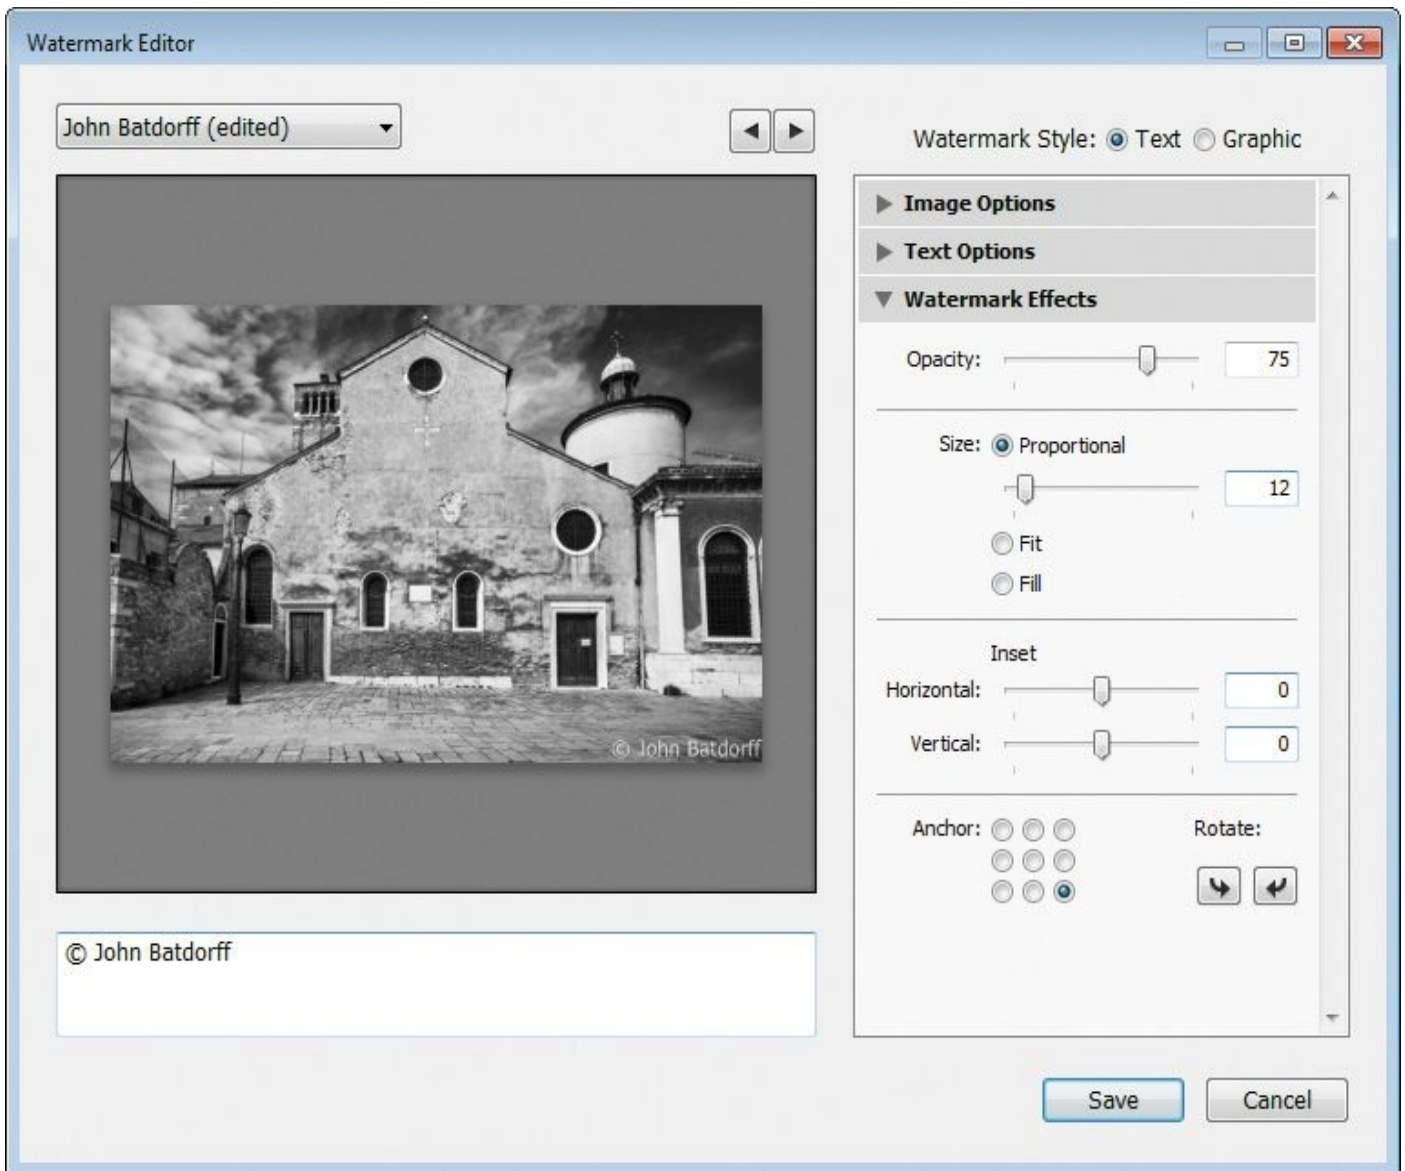 Watermark Editor
John Batdorff (edited)
Watermark Style: Text Graphic
Image Options
Text Options
Watermark Effects
Opacity: 75
Size: Proportional
12
Fit
Fill
Inset
Horizontal: 0
Vertical: 0
Anchor: Rotate:
© John Batdorff
© John Batdorff
Save Cancel